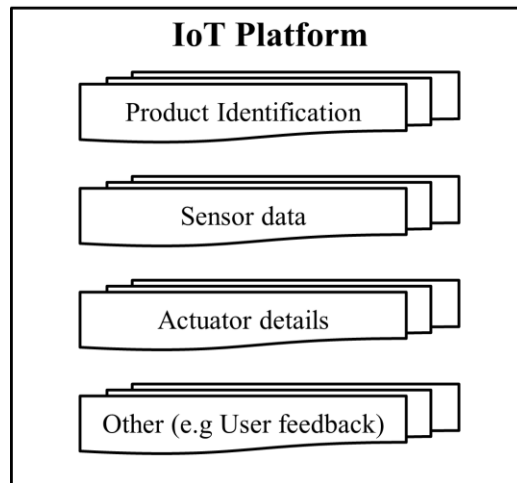 IoT Platform
Product Identification
Sensor data
Actuator details
Other (e.g User feedback)